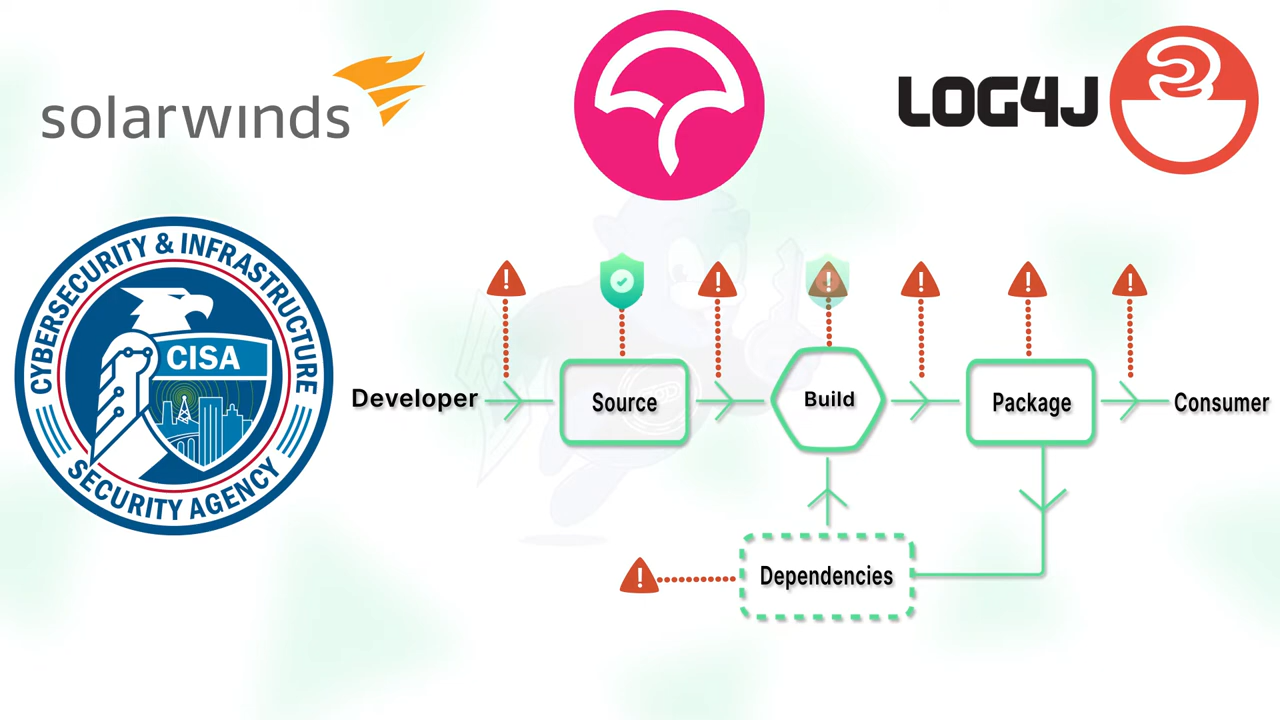 solarwinds
LOG4J
CYBERSECURITY & INFRASTRUCTURE
SECURITY AGENCY
CISA
!
!
!
!
!
!
Developer
Source
Build
Package
Consumer
!
Dependencies